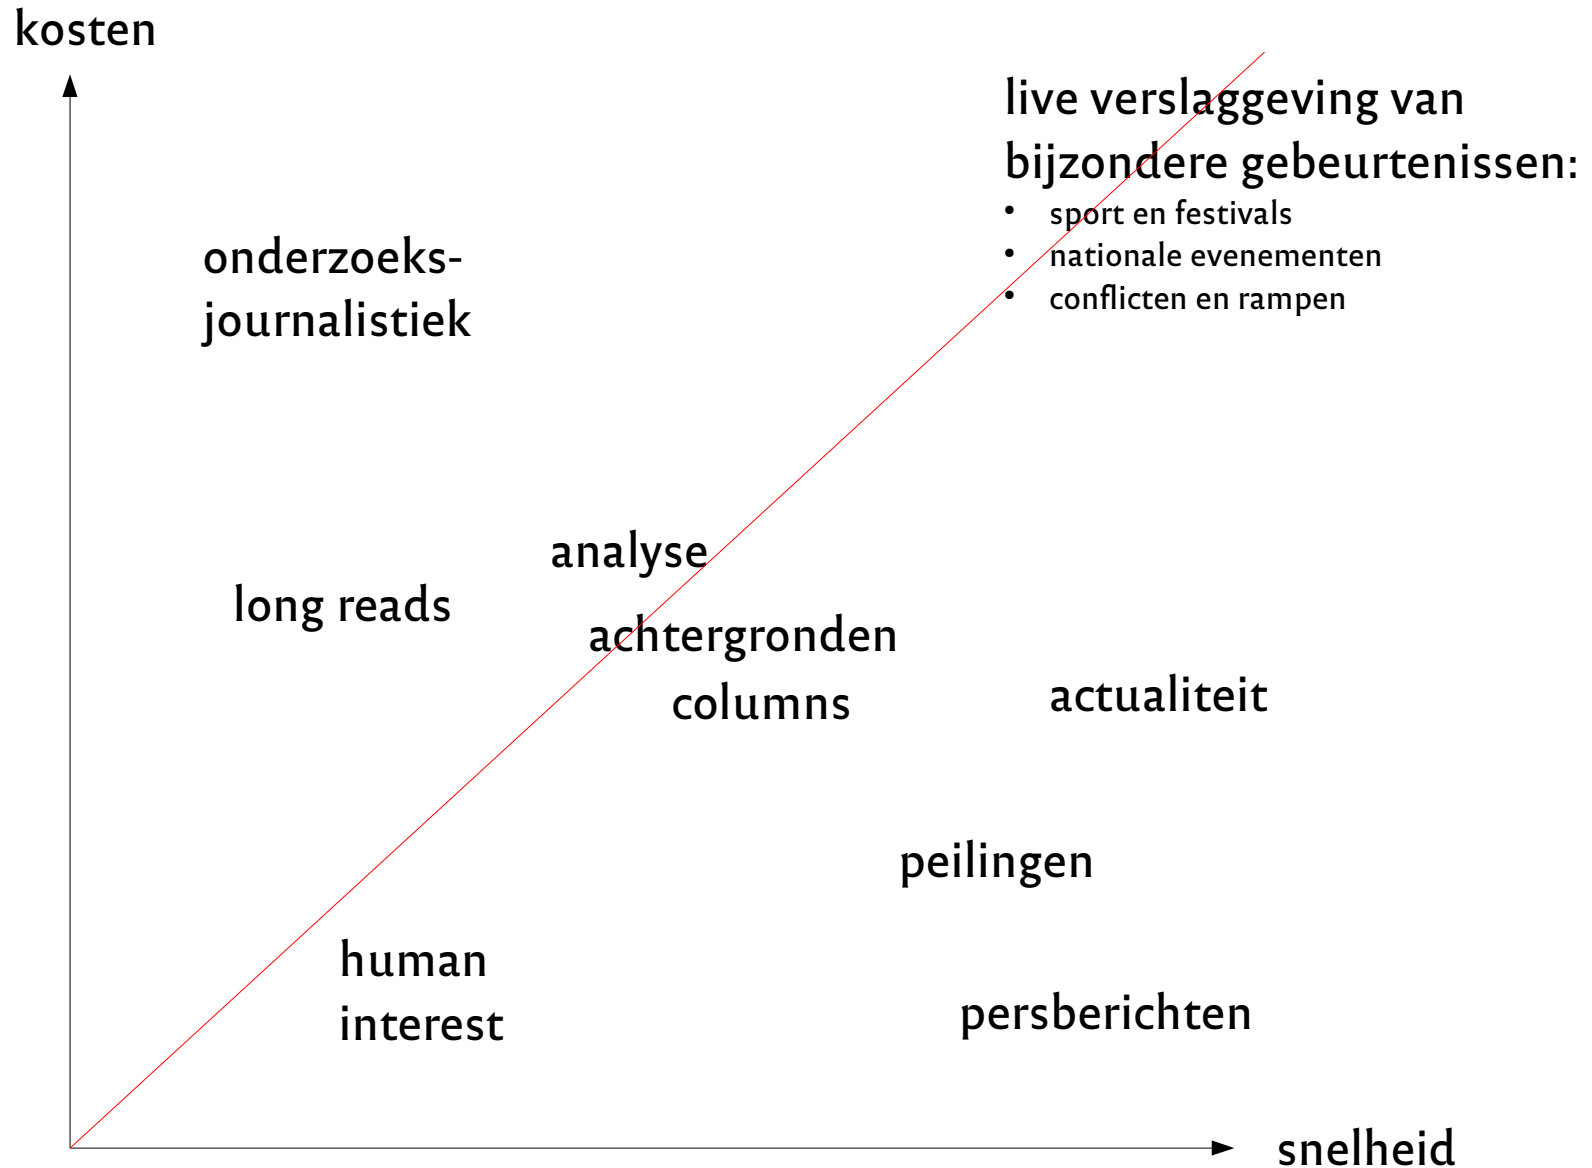 kosten
live verslaggeving van
bijzondere gebeurtenissen:
• sport en festivals
• nationale evenementen
• conflicten en rampen
onderzoeks-
journalistiek
analyse
long reads
achtergronden
columns
actualiteit
peilingen
human
interest
persberichten
snelheid